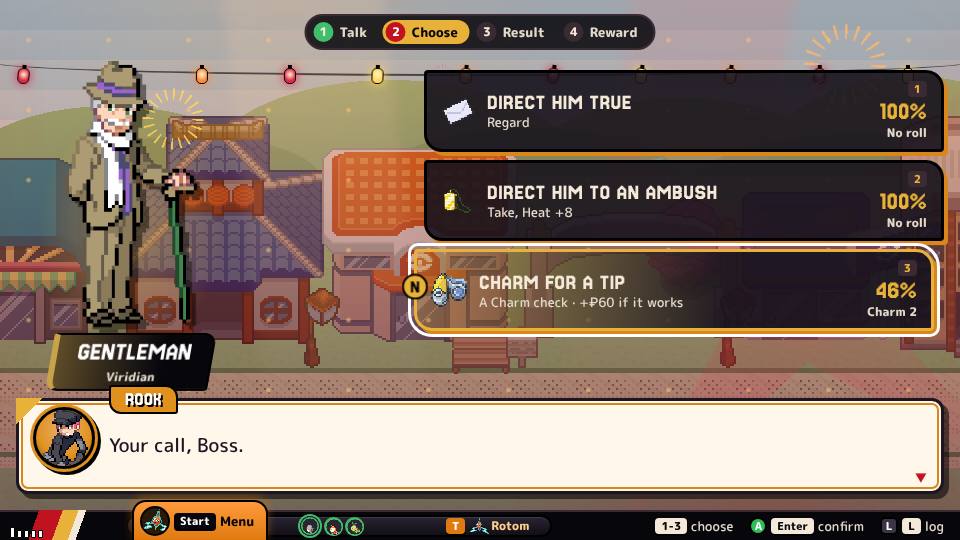 1 Talk 2 Choose 3 Result 4 Reward
DIRECT HIM TRUE
Regard
1
100%
No roll
DIRECT HIM TO AN AMBUSH
Take, Heat +8
2
100%
No roll
N
CHARM FOR A TIP
A Charm check · +₽60 if it works
3
46%
Charm 2
GENTLEMAN
Viridian
ROOK
Your call, Boss.
Start Menu
T Rotom
1-3 choose A Enter confirm L L log